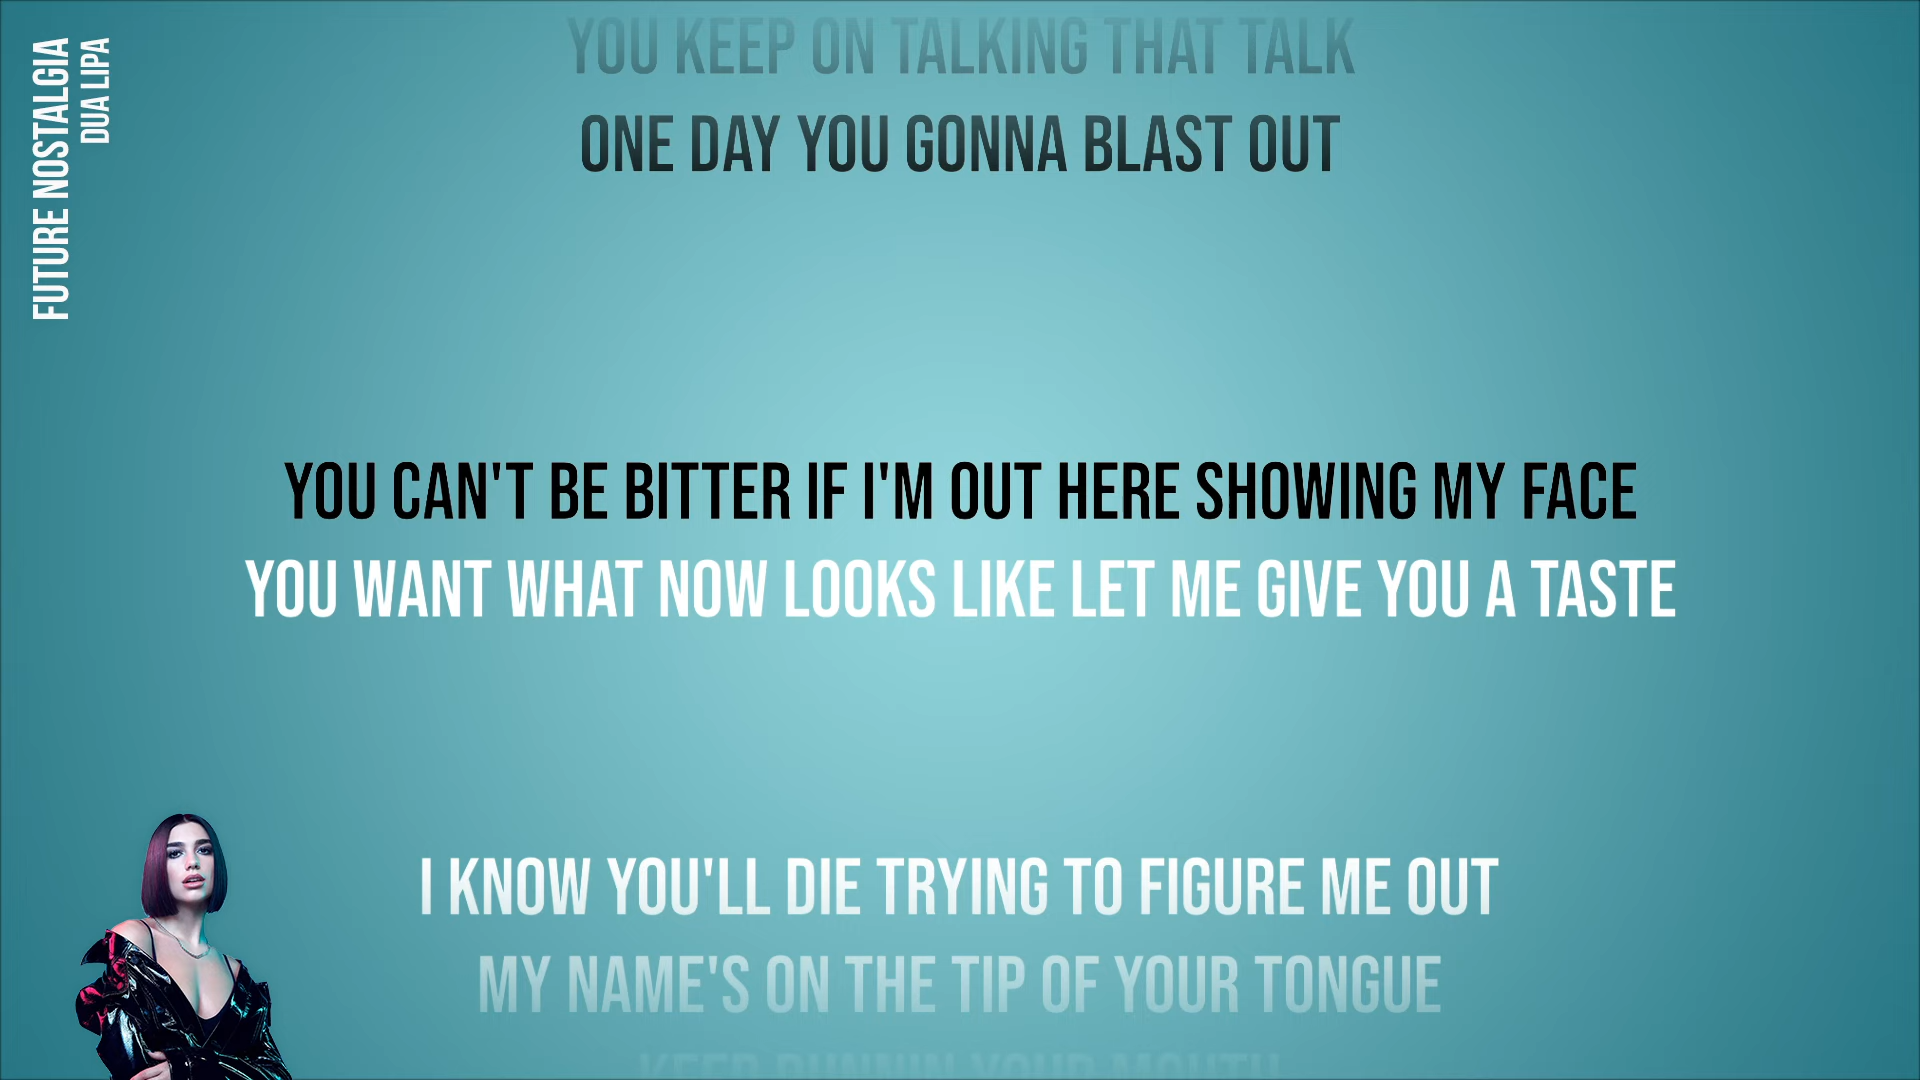 FUTURE NOSTALGIA
DUA LIPA
YOU KEEP ON TALKING THAT TALK
ONE DAY YOU GONNA BLAST OUT
YOU CAN'T BE BITTER IF I'M OUT HERE SHOWING MY FACE
YOU WANT WHAT NOW LOOKS LIKE LET ME GIVE YOU A TASTE
I KNOW YOU'LL DIE TRYING TO FIGURE ME OUT
MY NAME'S ON THE TIP OF YOUR TONGUE
KEEP RUNNIN YOUR MOUTH